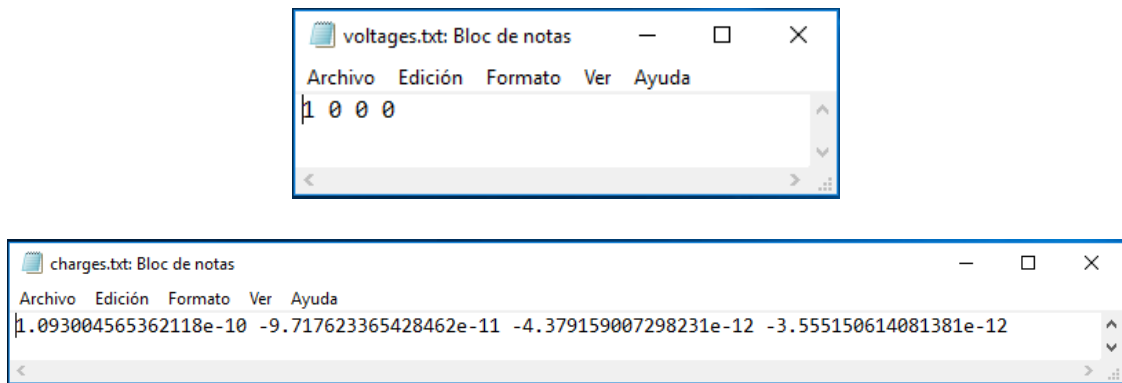 voltages.txt: Bloc de notas
Archivo Edición Formato Ver Ayuda
1 0 0 0
charges.txt: Bloc de notas
Archivo Edición Formato Ver Ayuda
1.093004565362118e-10 -9.717623365428462e-11 -4.379159007298231e-12 -3.555150614081381e-12